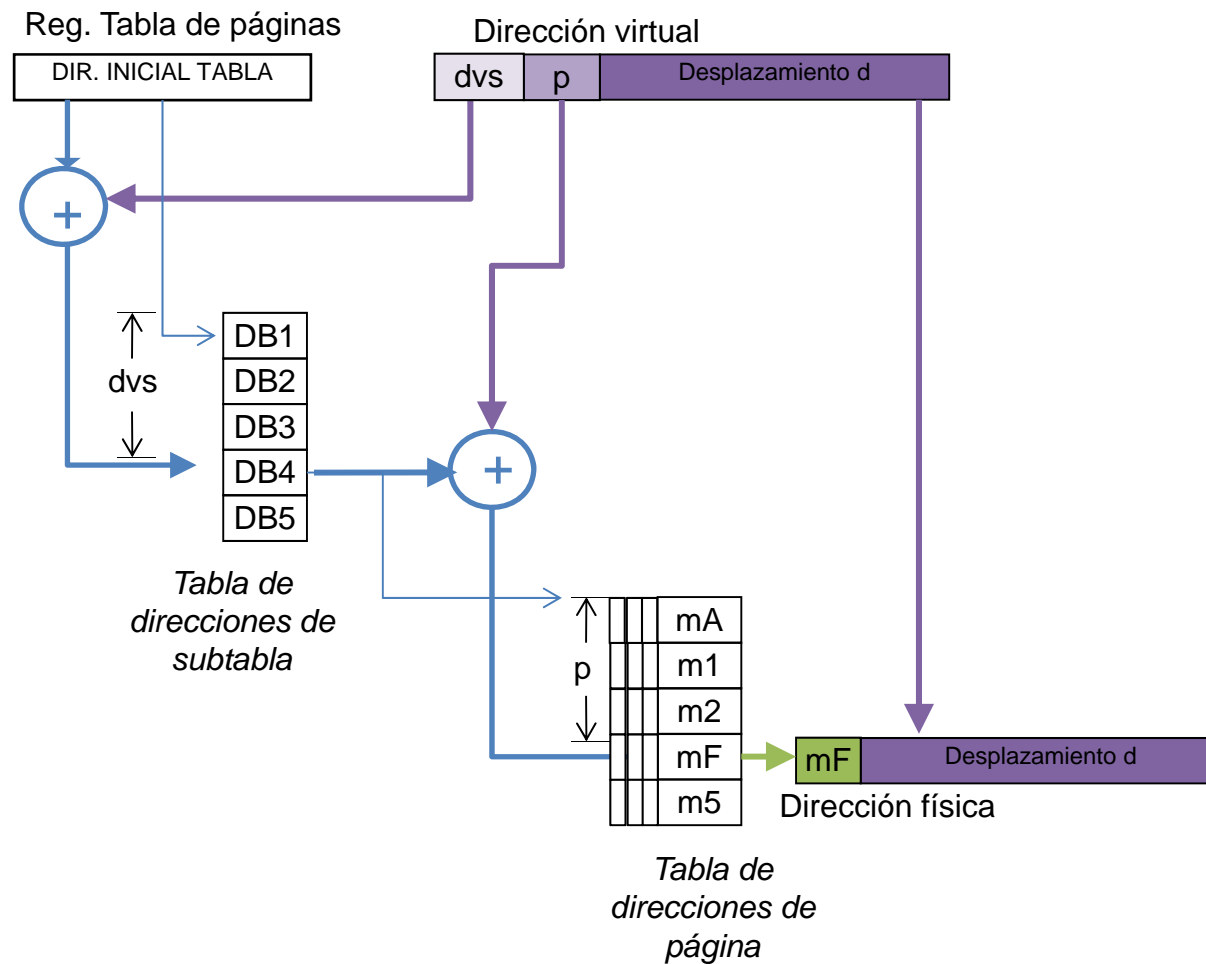 Reg. Tabla de páginas
Dirección virtual
DIR. INICIAL TABLA
dvs
p
Desplazamiento d
+
dvs
DB1
DB2
DB3
DB4
DB5
+
Tabla de
direcciones de
subtabla
p
mA
m1
m2
mF
m5
mF
Desplazamiento d
Dirección física
Tabla de
direcciones de
página